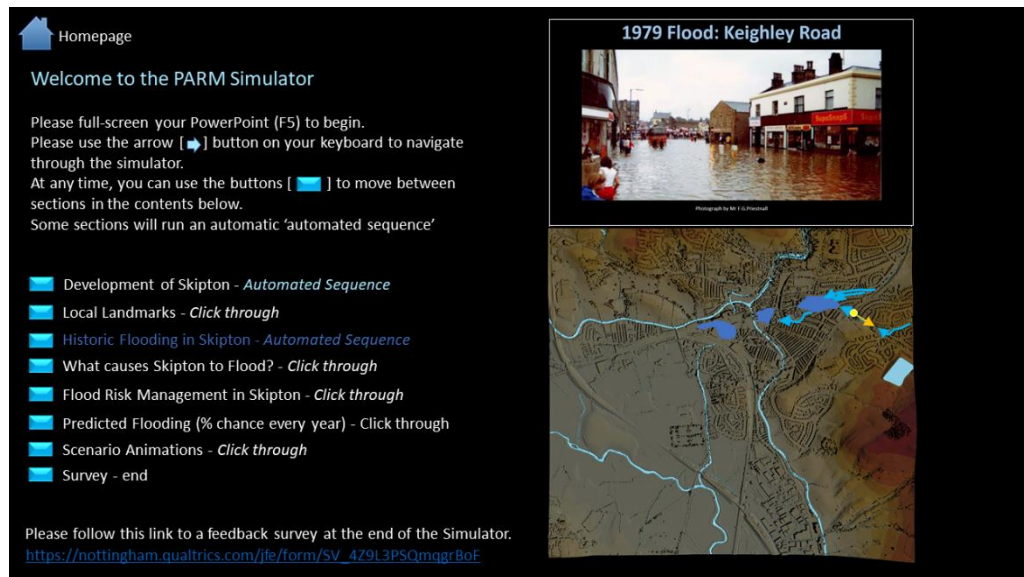 Homepage
Welcome to the PARM Simulator
Please full-screen your PowerPoint (F5) to begin.
Please use the arrow [ ] button on your keyboard to navigate
through the simulator.
At any time, you can use the buttons [ ] to move between
sections in the contents below.
Some sections will run an automatic ‘automated sequence’
Development of Skipton - Automated Sequence
Local Landmarks - Click through
Historic Flooding in Skipton - Automated Sequence
What causes Skipton to Flood? - Click through
Flood Risk Management in Skipton - Click through
Predicted Flooding (% chance every year) - Click through
Scenario Animations - Click through
Survey - end
Please follow this link to a feedback survey at the end of the Simulator.
https://nottingham.qualtrics.com/jfe/form/SV_4Z9L3PSQmqgrBoF
1979 Flood: Keighley Road
SupaSnaps
Photograph by Mr F.G.Priestnall